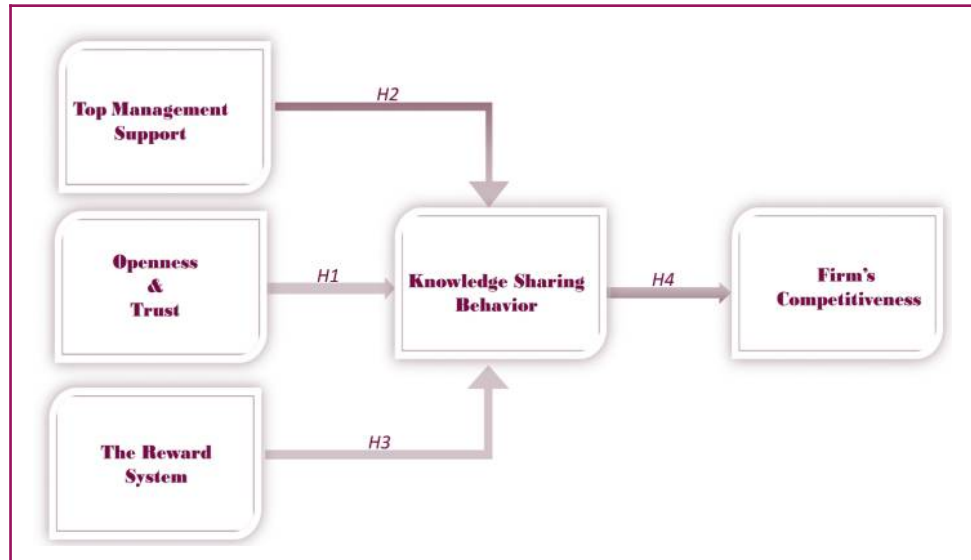 Top Management
Support
H2
Openness
&
Trust
H1
Knowledge Sharing
Behavior
H4
Firm's
Competitiveness
The Reward
System
H3